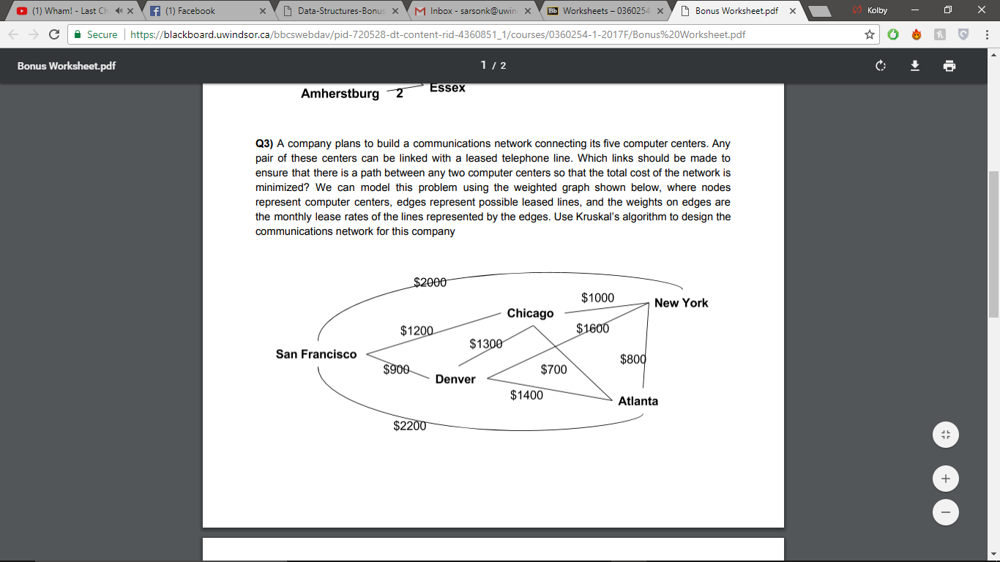 (1) Wham! - Last Ch
(1) Facebook
Data-Structures-Bonus
Inbox - sarsonk@uwin
Bb Worksheets – 0360254
Bonus Worksheet.pdf
Kolby
Secure https://blackboard.uwindsor.ca/bbcswebdav/pid-720528-dt-content-rid-4360851_1/courses/0360254-1-2017F/Bonus%20Worksheet.pdf
Bonus Worksheet.pdf
1 / 2
Essex
Amherstburg 2
Q3) A company plans to build a communications network connecting its five computer centers. Any
pair of these centers can be linked with a leased telephone line. Which links should be made to
ensure that there is a path between any two computer centers so that the total cost of the network is
minimized? We can model this problem using the weighted graph shown below, where nodes
represent computer centers, edges represent possible leased lines, and the weights on edges are
the monthly lease rates of the lines represented by the edges. Use Kruskal's algorithm to design the
communications network for this company
$2000
$1000
New York
Chicago
$1200
$1600
$1300
San Francisco
$800
$900
$700
Denver
$1400
Atlanta
$2200